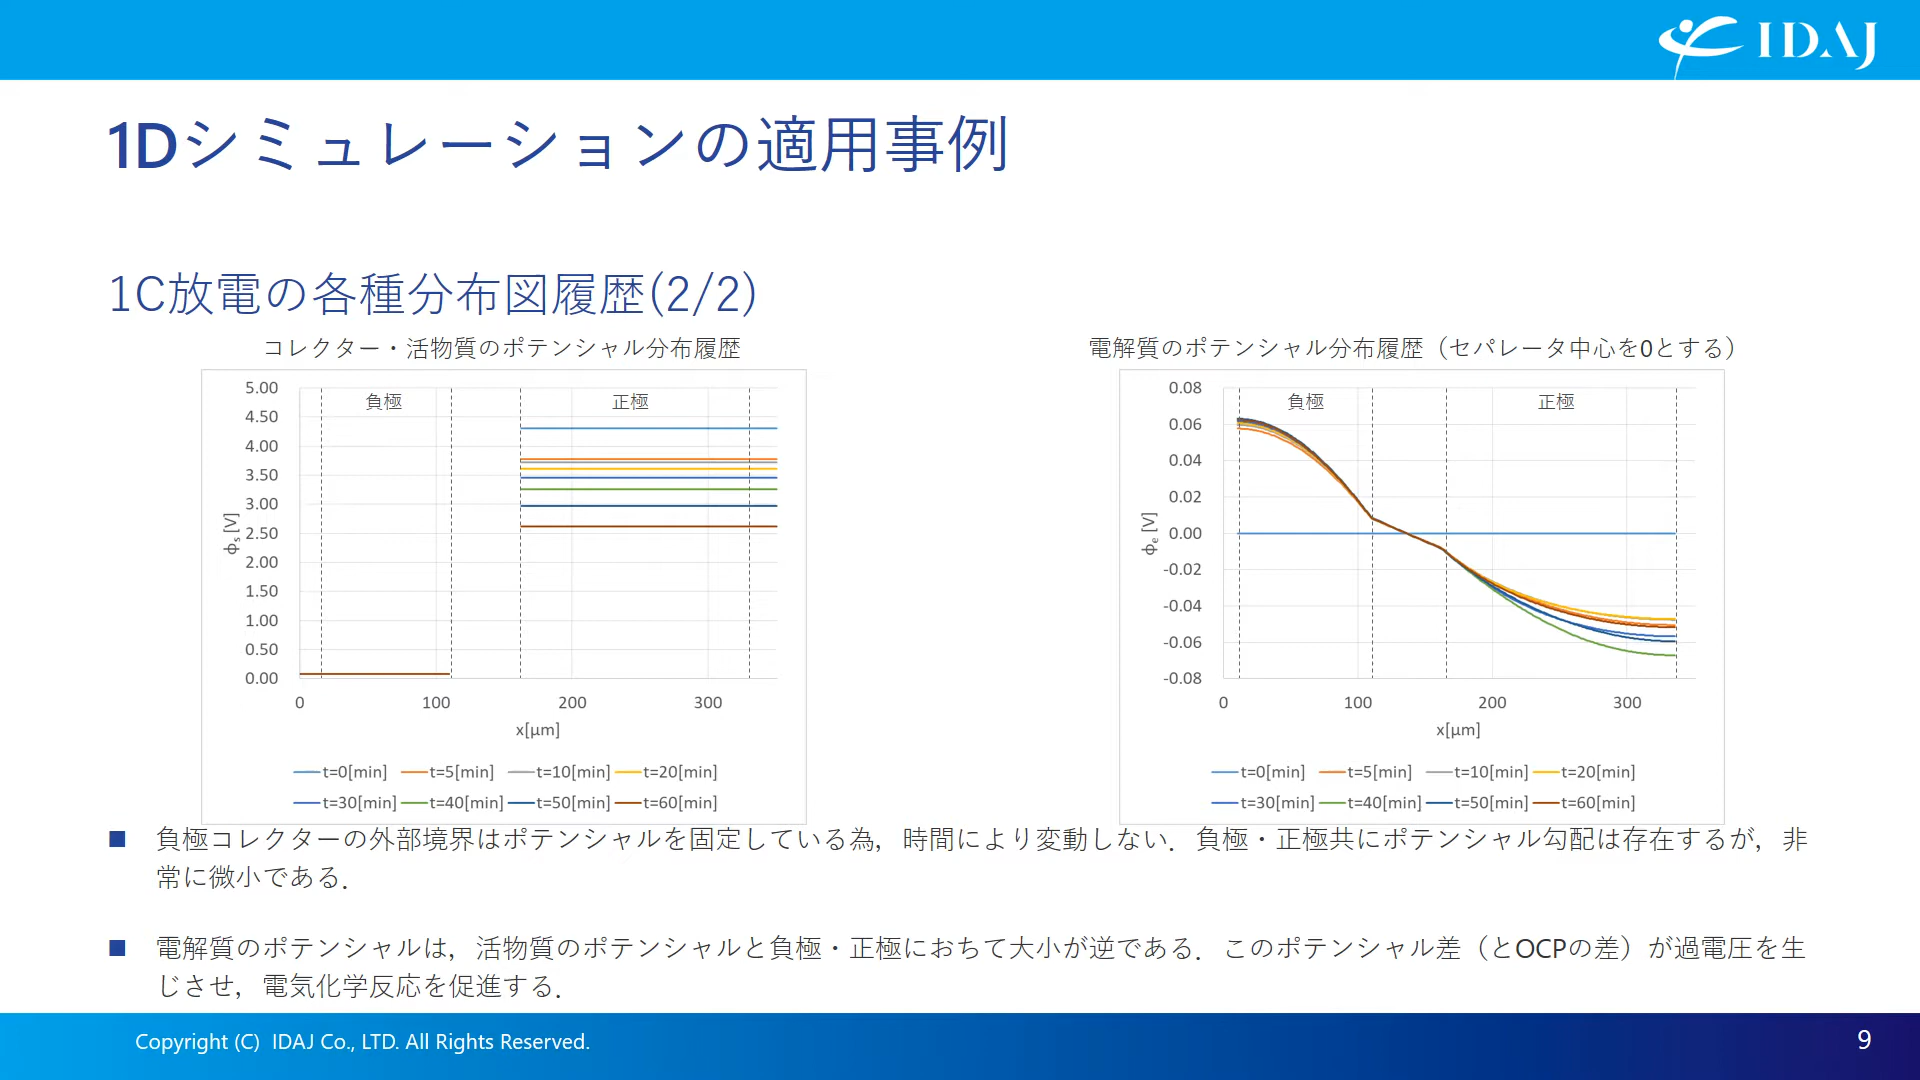 IDAJ
1Dシミュレーションの適用事例
1C放電の各種分布図履歴(2/2)
コレクター・活物質のポテンシャル分布履歴
5.00
4.50
4.00
3.50
3.00
2.50
2.00
1.50
1.00
0.50
0.00
ϕs [V]
負極
正極
0
100
200
300
x[μm]
t=0[min] t=5[min] t=10[min] t=20[min]
t=30[min] t=40[min] t=50[min] t=60[min]
電解質のポテンシャル分布履歴（セパレータ中心を0とする）
0.08
0.06
0.04
0.02
0.00
-0.02
-0.04
-0.06
-0.08
ϕe [V]
負極
正極
0
100
200
300
x[μm]
t=0[min] t=5[min] t=10[min] t=20[min]
t=30[min] t=40[min] t=50[min] t=60[min]
■ 負極コレクターの外部境界はポテンシャルを固定している為，時間により変動しない．負極・正極共にポテンシャル勾配は存在するが，非
常に微小である．
■ 電解質のポテンシャルは，活物質のポテンシャルと負極・正極におちて大小が逆である．このポテンシャル差（とOCPの差）が過電圧を生
じさせ，電気化学反応を促進する．
Copyright (C) IDAJ Co., LTD. All Rights Reserved.
9